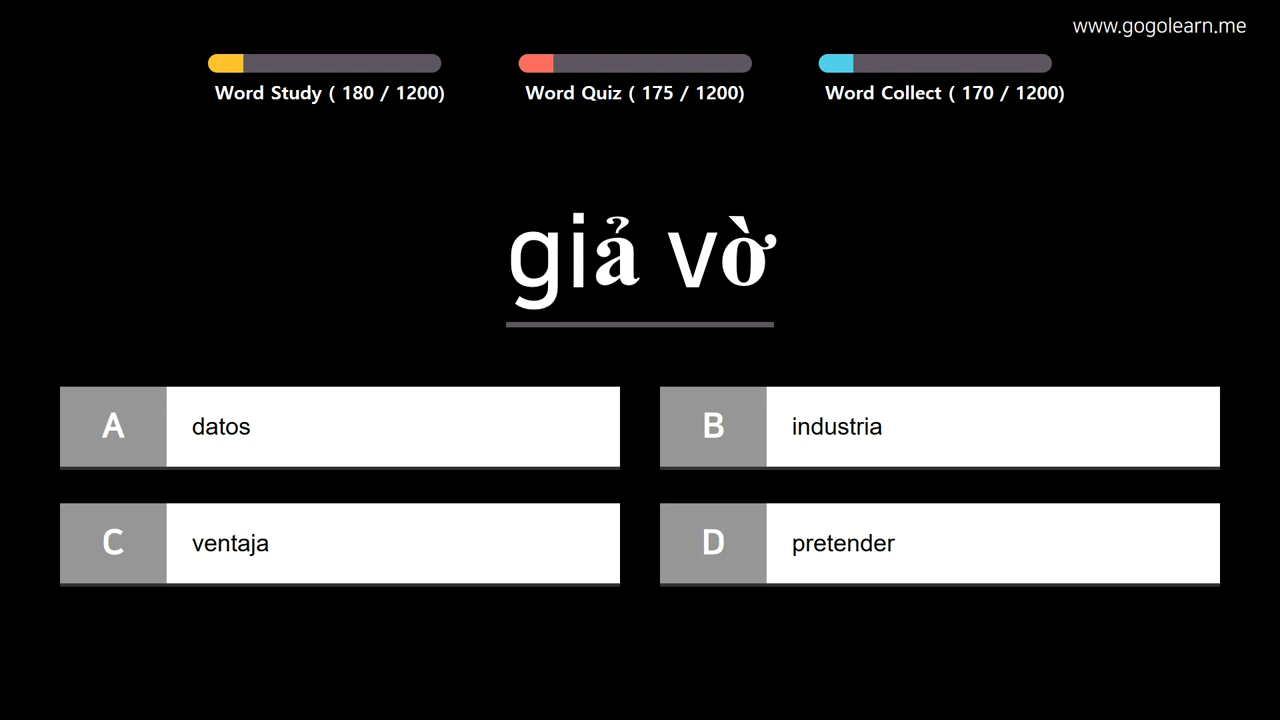 www.gogolearn.me
Word Study ( 180 / 1200)
Word Quiz ( 175 / 1200)
Word Collect ( 170 / 1200)
giả vờ
A datos
B industria
C ventaja
D pretender